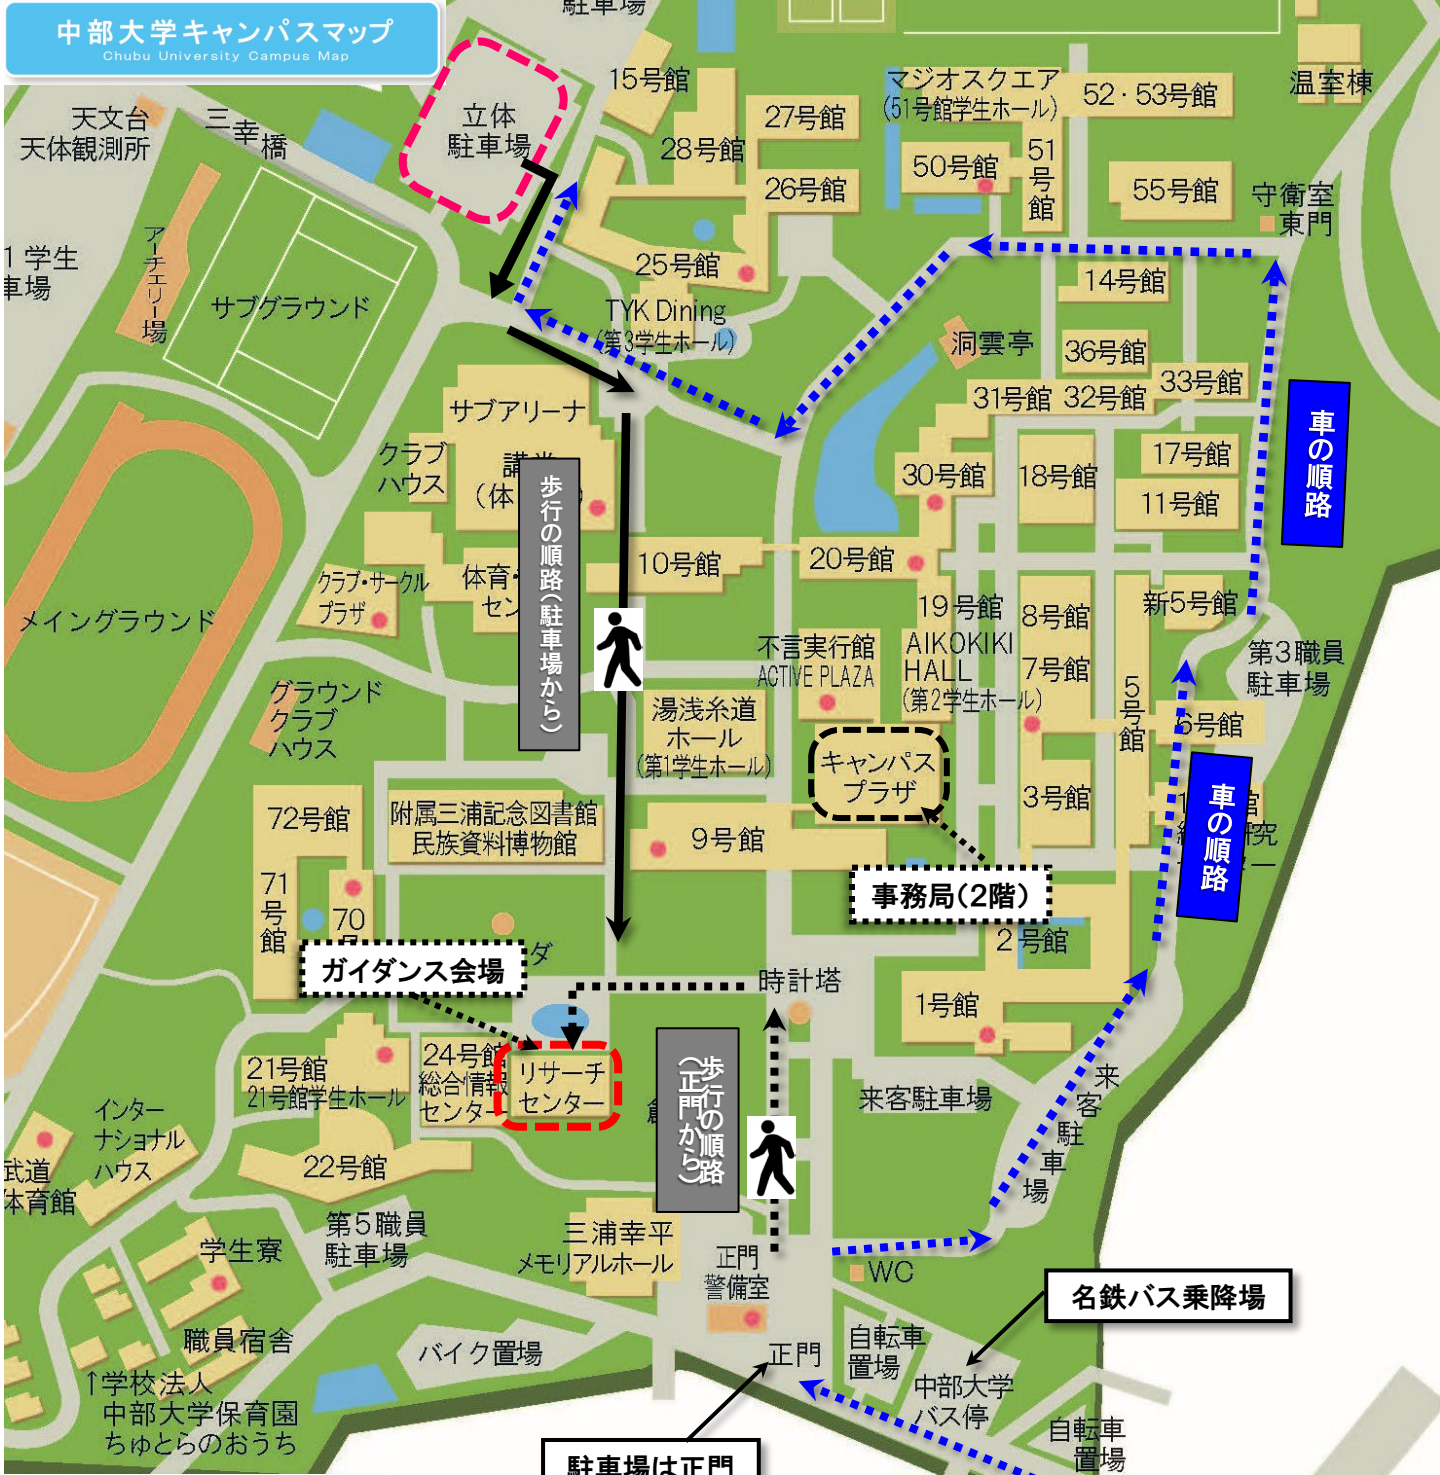 中部大学キャンパスマップ
Chubu University Campus Map
駐車場
立体
駐車場
天文台
天体観測所
三幸橋
15号館
28号館
27号館
26号館
25号館
TYK Dining
(第3学生ホール)
マジオスクエア
(51号館学生ホール)
52・53号館
50号館
51号館
55号館
温室棟
守衛室
東門
1学生
車場
アーチェリー場
サブグラウンド
14号館
36号館
33号館
31号館
32号館
洞雲亭
17号館
11号館
18号館
30号館
20号館
10号館
サブアリーナ
クラブ
ハウス
クラブ・サークル
プラザ
メイングラウンド
グラウンド
クラブ
ハウス
歩行の順路(駐車場から)
車の順路
19号館
AIKOKIKI
HALL
(第2学生ホール)
不言実行館
ACTIVE PLAZA
8号館
7号館
5号館
新5号館
6号館
第3職員
駐車場
湯浅糸道
ホール
(第1学生ホール)
キャンパス
プラザ
3号館
車の順路
72号館
71号館
附属三浦記念図書館
民族資料博物館
9号館
事務局(2階)
2号館
1号館
ガイダンス会場
ダ
時計塔
21号館
21号館学生ホール
24号館
総合情報
センター
リサーチ
センター
歩行の順路
(正門から)
来客駐車場
来客駐車場
22号館
インター
ナショナル
ハウス
武道
体育館
第5職員
駐車場
三浦幸平
メモリアルホール
正門
警備室
WC
学生寮
職員宿舎
↑学校法人
中部大学保育園
ちゅとらのおうち
バイク置場
正門
自転車
置場
名鉄バス乗降場
中部大学
バス停
自転車
置場
駐車場は正門